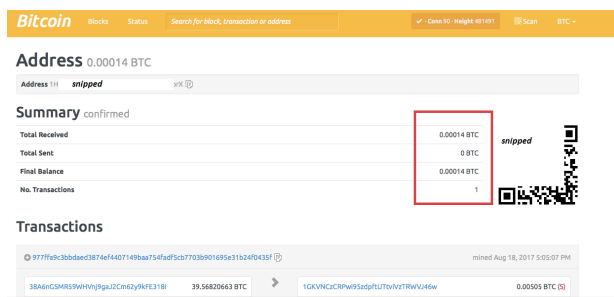 Bitcoin Blocks Status Search for block, transaction or address ✓ · Conn 90 · Height 481491 Scan BTC
Address 0.00014 BTC
Address 1H snipped wX
Summary confirmed
Total Received 0.00014 BTC
snipped
Total Sent 0 BTC
Final Balance 0.00014 BTC
No. Transactions 1
Transactions
977ffa9c3bbdaed3874ef4407149baa754fadf5cb7703b901695e31b24f0435f mined Aug 18, 2017 5:05:07 PM
38A6nGSMR59WHVnJ9gaJ2Cm62y9kFE318i 39.56820663 BTC > 1GKVNCzCRPwi9SzdpftUTtviVzTRWVJ46w 0.00505 BTC (S)